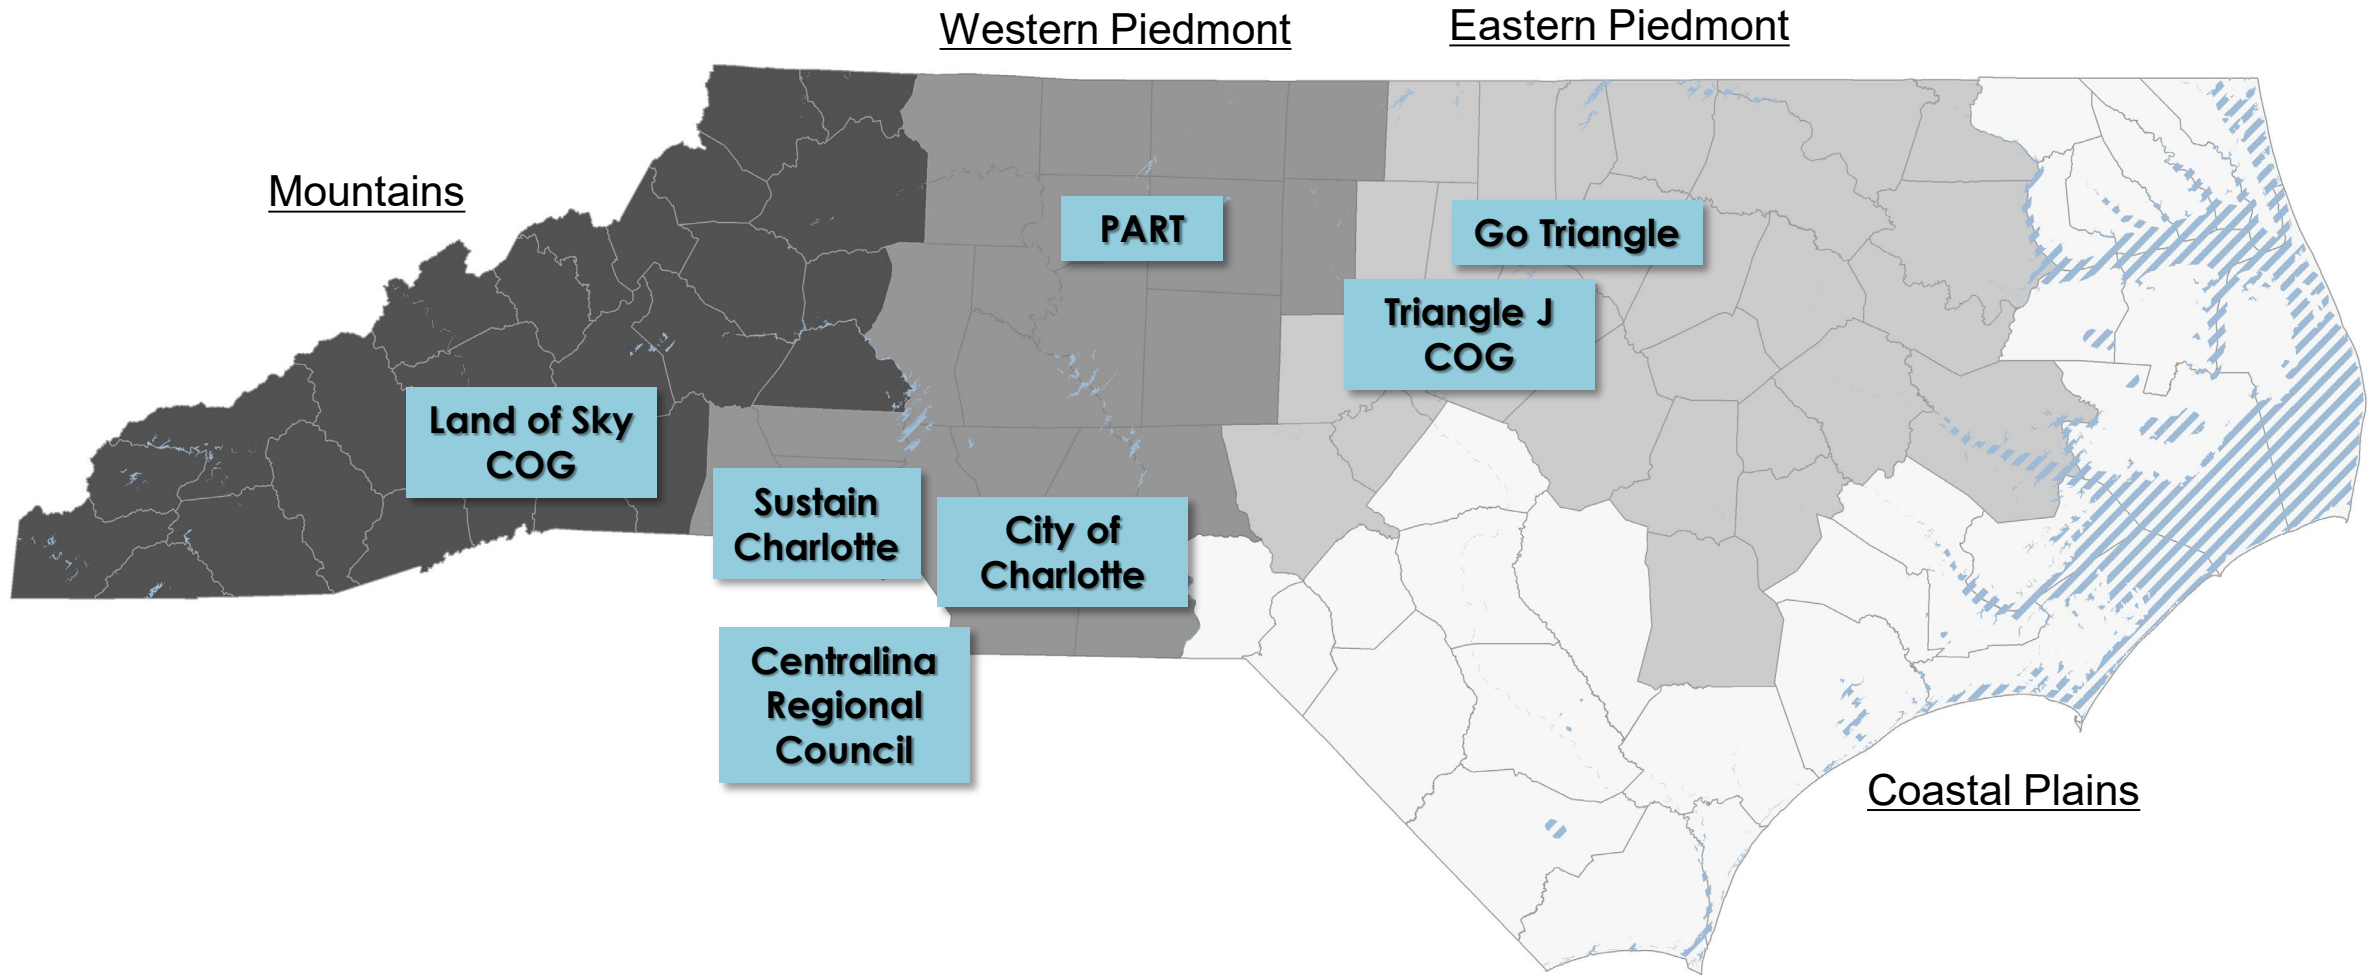 Western Piedmont
Eastern Piedmont
Mountains
PART
Go Triangle
Triangle J
COG
Land of Sky
COG
Sustain
Charlotte
City of
Charlotte
Centralina
Regional
Council
Coastal Plains